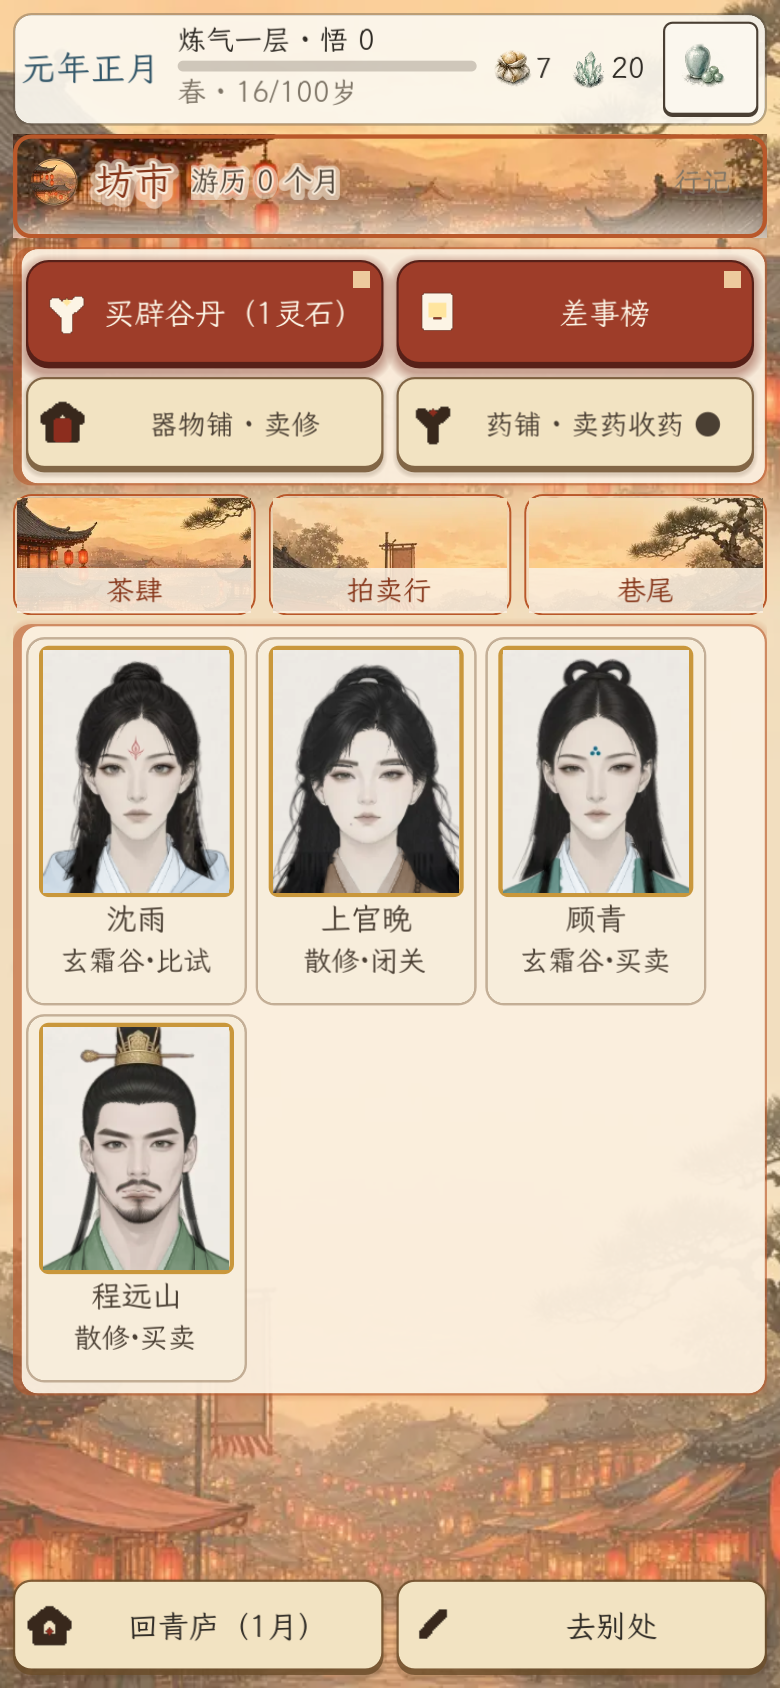 元年正月
炼气一层·悟 0
春·16/100岁
7
20
坊市 游历 0 个月
行记
买辟谷丹（1灵石）
差事榜
器物铺·卖修
药铺·卖药收药
茶肆
拍卖行
巷尾
沈雨
玄霜谷·比试
上官晚
散修·闭关
顾青
玄霜谷·买卖
程远山
散修·买卖
回青庐（1月）
去别处